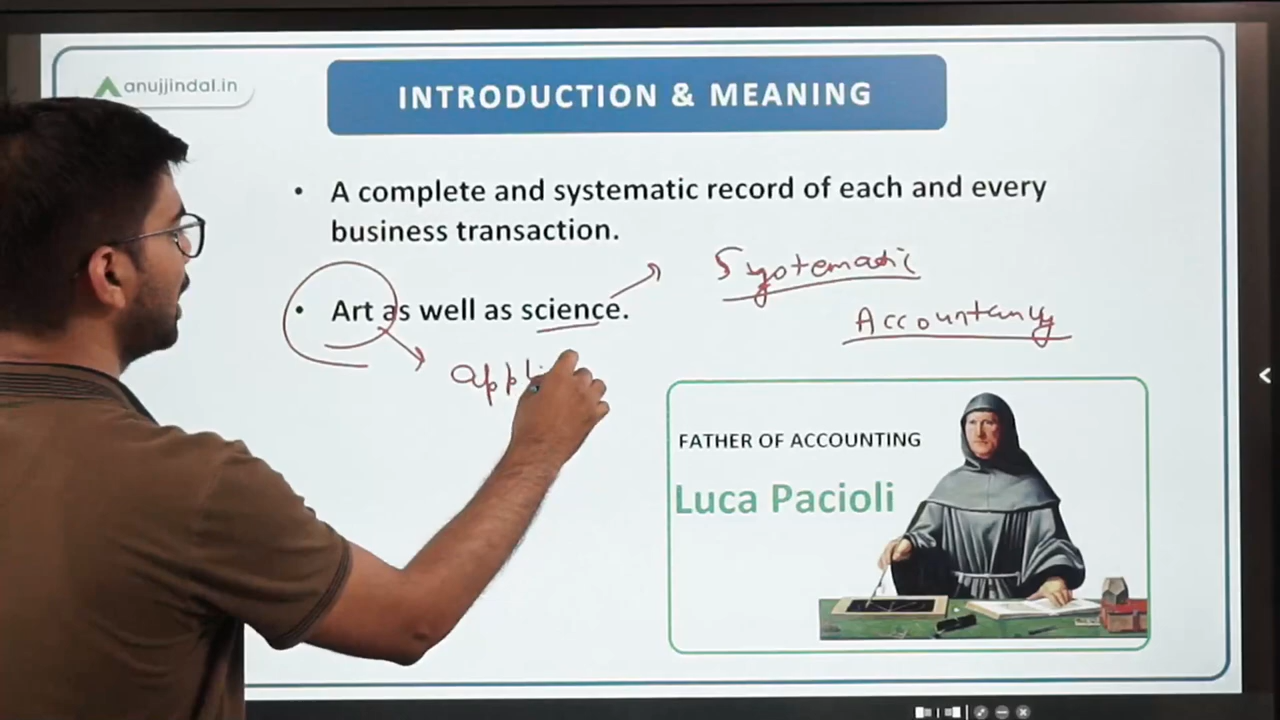 anujjindal.in
INTRODUCTION & MEANING
• A complete and systematic record of each and every
business transaction.
Systematic
• Art as well as science.
Accountancy
appli
FATHER OF ACCOUNTING
Luca Pacioli